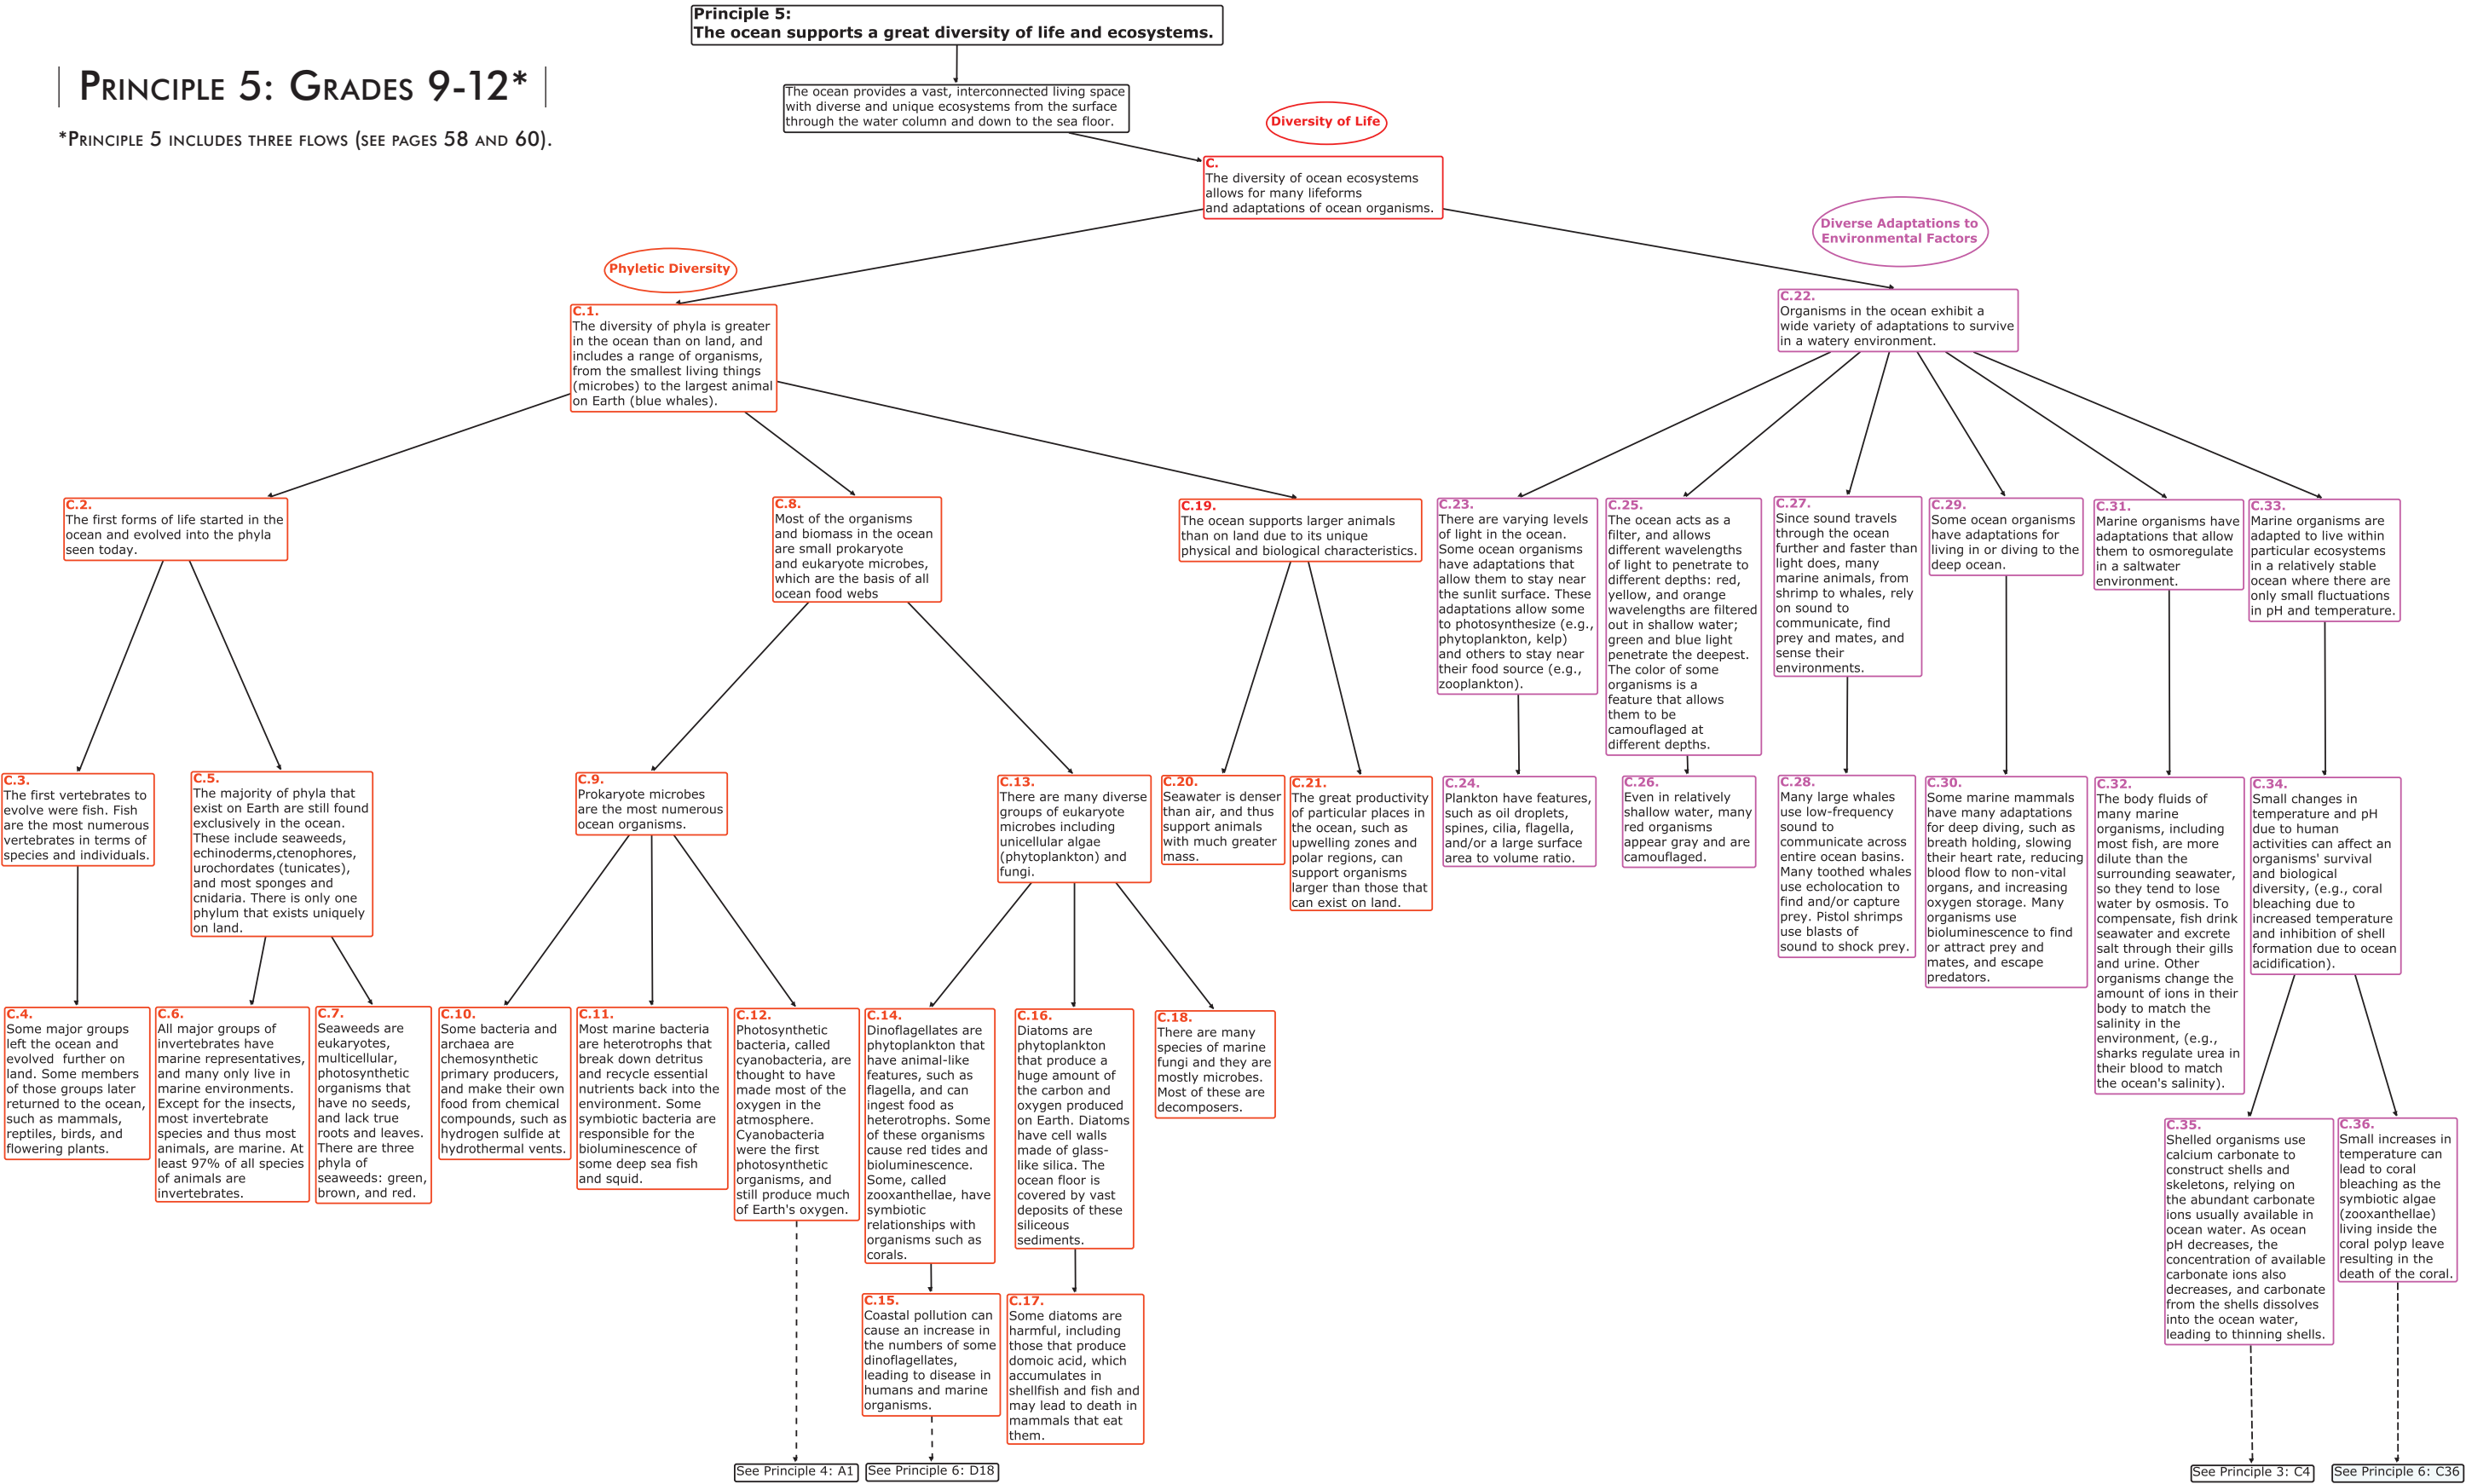 Principle 5:
The ocean supports a great diversity of life and ecosystems.
Principle 5: Grades 9-12*
*Principle 5 includes three flows (see pages 58 and 60).
The ocean provides a vast, interconnected living space
with diverse and unique ecosystems from the surface
through the water column and down to the sea floor.
Diversity of Life
C.
The diversity of ocean ecosystems
allows for many lifeforms
and adaptations of ocean organisms.
Phyletic Diversity
Diverse Adaptations to
Environmental Factors
C.1.
The diversity of phyla is greater
in the ocean than on land, and
includes a range of organisms,
from the smallest living things
(microbes) to the largest animal
on Earth (blue whales).
C.22.
Organisms in the ocean exhibit a
wide variety of adaptations to survive
in a watery environment.
C.2.
The first forms of life started in the
ocean and evolved into the phyla
seen today.
C.8.
Most of the organisms
and biomass in the ocean
are small prokaryote
and eukaryote microbes,
which are the basis of all
ocean food webs
C.19.
The ocean supports larger animals
than on land due to its unique
physical and biological characteristics.
C.23.
There are varying levels
of light in the ocean.
Some ocean organisms
have adaptations that
allow them to stay near
the sunlit surface. These
adaptations allow some
to photosynthesize (e.g.,
phytoplankton, kelp)
and others to stay near
their food source (e.g.,
zooplankton).
C.25.
The ocean acts as a
filter, and allows
different wavelengths
of light to penetrate to
different depths: red,
yellow, and orange
wavelengths are filtered
out in shallow water;
green and blue light
penetrate the deepest.
The color of some
organisms is a
feature that allows
them to be
camouflaged at
different depths.
C.27.
Since sound travels
through the ocean
further and faster than
light does, many
marine animals, from
shrimp to whales, rely
on sound to
communicate, find
prey and mates, and
sense their
environments.
C.29.
Some ocean organisms
have adaptations for
living in or diving to the
deep ocean.
C.31.
Marine organisms have
adaptations that allow
them to osmoregulate
in a saltwater
environment.
C.33.
Marine organisms are
adapted to live within
particular ecosystems
in a relatively stable
ocean where there are
only small fluctuations
in pH and temperature.
C.3.
The first vertebrates to
evolve were fish. Fish
are the most numerous
vertebrates in terms of
species and individuals.
C.5.
The majority of phyla that
exist on Earth are still found
exclusively in the ocean.
These include seaweeds,
echinoderms,ctenophores,
urochordates (tunicates),
and most sponges and
cnidaria. There is only one
phylum that exists uniquely
on land.
C.9.
Prokaryote microbes
are the most numerous
ocean organisms.
C.13.
There are many diverse
groups of eukaryote
microbes including
unicellular algae
(phytoplankton) and
fungi.
C.20.
Seawater is denser
than air, and thus
support animals
with much greater
mass.
C.21.
The great productivity
of particular places in
the ocean, such as
upwelling zones and
polar regions, can
support organisms
larger than those that
can exist on land.
C.24.
Plankton have features,
such as oil droplets,
spines, cilia, flagella,
and/or a large surface
area to volume ratio.
C.26.
Even in relatively
shallow water, many
red organisms
appear gray and are
camouflaged.
C.28.
Many large whales
use low-frequency
sound to
communicate across
entire ocean basins.
Many toothed whales
use echolocation to
find and/or capture
prey. Pistol shrimps
use blasts of
sound to shock prey.
C.30.
Some marine mammals
have many adaptations
for deep diving, such as
breath holding, slowing
their heart rate, reducing
blood flow to non-vital
organs, and increasing
oxygen storage. Many
organisms use
bioluminescence to find
or attract prey and
mates, and escape
predators.
C.32.
The body fluids of
many marine
organisms, including
most fish, are more
dilute than the
surrounding seawater,
so they tend to lose
water by osmosis. To
compensate, fish drink
seawater and excrete
salt through their gills
and urine. Other
organisms change the
amount of ions in their
body to match the
salinity in the
environment, (e.g.,
sharks regulate urea in
their blood to match
the ocean's salinity).
C.34.
Small changes in
temperature and pH
due to human
activities can affect an
organisms' survival
and biological
diversity, (e.g., coral
bleaching due to
increased temperature
and inhibition of shell
formation due to ocean
acidification).
C.4.
Some major groups
left the ocean and
evolved further on
land. Some members
of those groups later
returned to the ocean,
such as mammals,
reptiles, birds, and
flowering plants.
C.6.
All major groups of
invertebrates have
marine representatives,
and many only live in
marine environments.
Except for the insects,
most invertebrate
species and thus most
animals, are marine. At
least 97% of all species
of animals are
invertebrates.
C.7.
Seaweeds are
eukaryotes,
multicellular,
photosynthetic
organisms that
have no seeds,
and lack true
roots and leaves.
There are three
phyla of
seaweeds: green,
brown, and red.
C.10.
Some bacteria and
archaea are
chemosynthetic
primary producers,
and make their own
food from chemical
compounds, such as
hydrogen sulfide at
hydrothermal vents.
C.11.
Most marine bacteria
are heterotrophs that
break down detritus
and recycle essential
nutrients back into the
environment. Some
symbiotic bacteria are
responsible for the
bioluminescence of
some deep sea fish
and squid.
C.12.
Photosynthetic
bacteria, called
cyanobacteria, are
thought to have
made most of the
oxygen in the
atmosphere.
Cyanobacteria
were the first
photosynthetic
organisms, and
still produce much
of Earth's oxygen.
C.14.
Dinoflagellates are
phytoplankton that
have animal-like
features, such as
flagella, and can
ingest food as
heterotrophs. Some
of these organisms
cause red tides and
bioluminescence.
Some, called
zooxanthellae, have
symbiotic
relationships with
organisms such as
corals.
C.16.
Diatoms are
phytoplankton
that produce a
huge amount of
the carbon and
oxygen produced
on Earth. Diatoms
have cell walls
made of glass-
like silica. The
ocean floor is
covered by vast
deposits of these
siliceous
sediments.
C.18.
There are many
species of marine
fungi and they are
mostly microbes.
Most of these are
decomposers.
C.35.
Shelled organisms use
calcium carbonate to
construct shells and
skeletons, relying on
the abundant carbonate
ions usually available in
ocean water. As ocean
pH decreases, the
concentration of available
carbonate ions also
decreases, and carbonate
from the shells dissolves
into the ocean water,
leading to thinning shells.
C.36.
Small increases in
temperature can
lead to coral
bleaching as the
symbiotic algae
(zooxanthellae)
living inside the
coral polyp leave
resulting in the
death of the coral.
C.15.
Coastal pollution can
cause an increase in
the numbers of some
dinoflagellates,
leading to disease in
humans and marine
organisms.
C.17.
Some diatoms are
harmful, including
those that produce
domoic acid, which
accumulates in
shellfish and fish and
may lead to death in
mammals that eat
them.
See Principle 4: A1
See Principle 6: D18
See Principle 3: C4
See Principle 6: C36